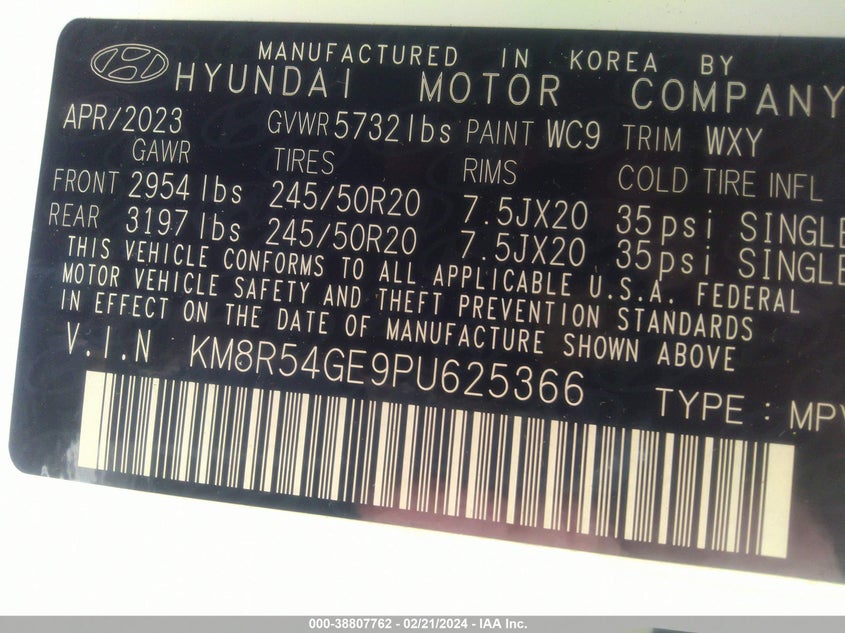 MANUFACTURED IN KOREA BY
HYUNDAI MOTOR COMPANY
APR/2023 GVWR 5732 lbs PAINT WC9 TRIM WXY
GAWR TIRES RIMS COLD TIRE INFL
FRONT 2954 lbs 245/50R20 7.5JX20 35psi SINGLE
REAR 3197 lbs 245/50R20 7.5JX20 35psi SINGLE
THIS VEHICLE CONFORMS TO ALL APPLICABLE U.S.A. FEDERAL
MOTOR VEHICLE SAFETY AND THEFT PREVENTION STANDARDS
IN EFFECT ON THE DATE OF MANUFACTURE SHOWN ABOVE
V.I.N KM8R54GE9PU625366
TYPE : MPV
000-38807762 - 02/21/2024 - IAA Inc.